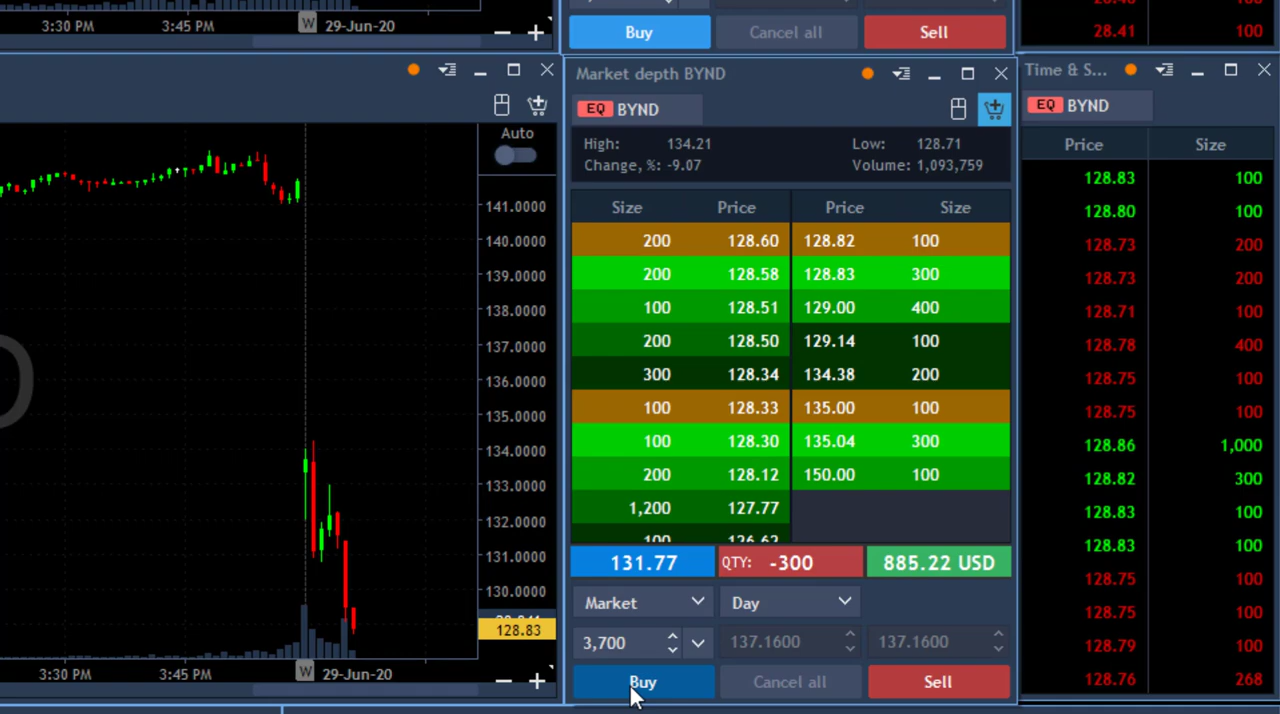 3:30 PM 3:45 PM W 29-Jun-20
Buy Cancel all Sell
28.41 100
Auto
141.0000
140.0000
139.0000
138.0000
137.0000
136.0000
135.0000
134.0000
133.0000
132.0000
131.0000
130.0000
128.83
3:30 PM 3:45 PM W 29-Jun-20
Market depth BYND
EQ BYND
High: 134.21 Low: 128.71
Change, %: -9.07 Volume: 1,093,759
Size Price Price Size
200 128.60 128.82 100
200 128.58 128.83 300
100 128.51 129.00 400
200 128.50 129.14 100
300 128.34 134.38 200
100 128.33 135.00 100
100 128.30 135.04 300
200 128.12 150.00 100
1,200 127.77
100 126.62
131.77 QTY: -300 885.22 USD
Market Day
3,700 137.1600 137.1600
Buy Cancel all Sell
Time & S...
EQ BYND
Price Size
128.83 100
128.80 100
128.73 200
128.73 200
128.71 100
128.78 400
128.75 100
128.75 100
128.86 1,000
128.82 300
128.83 100
128.83 100
128.75 100
128.75 100
128.79 100
128.76 268